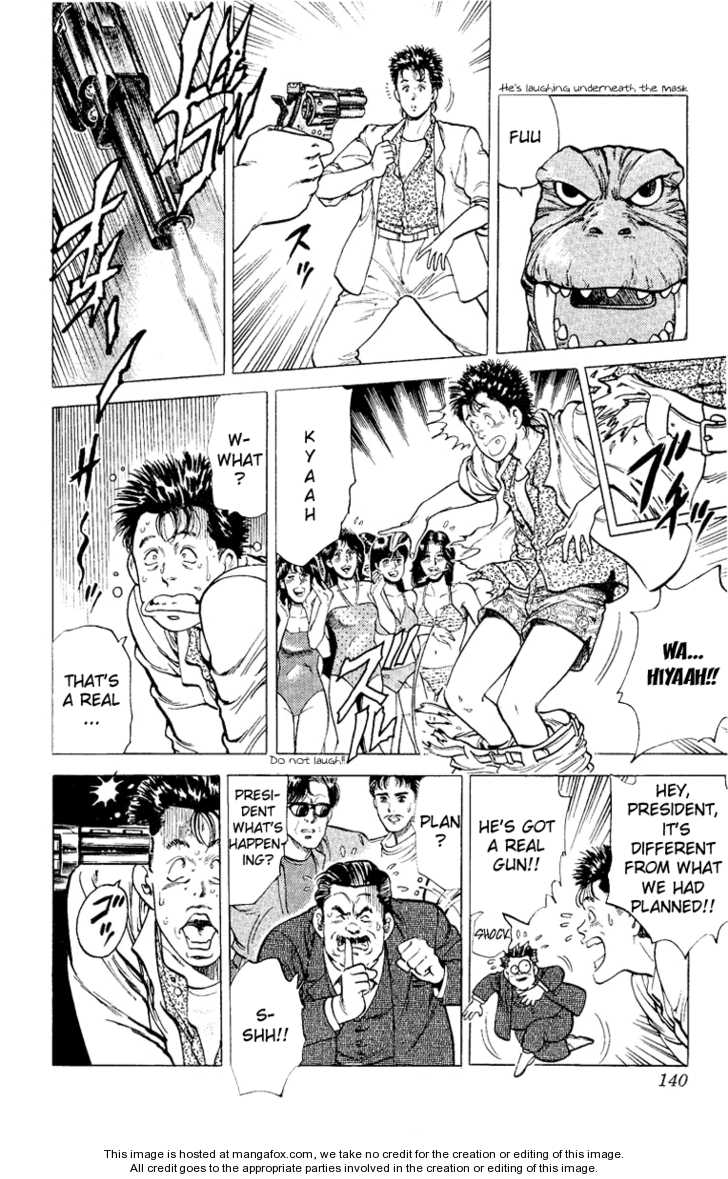 He's laughing underneath the mask
FUU
スッ
KYAAH
WA...
HIYAAH!!
W-
WHAT
?
THAT'S
A REAL
...
Do not laugh!!
HEY,
PRESIDENT,
IT'S
DIFFERENT
FROM WHAT
WE HAD
PLANNED!!
HE'S GOT
A REAL
GUN!!
SHOCK
PLAN
?
PRESI-
DENT
WHAT'S
HAPPEN-
ING?
S-
SHH!!
140
This image is hosted at mangafox.com, we take no credit for the creation or editing of this image.
All credit goes to the appropriate parties involved in the creation or editing of this image.